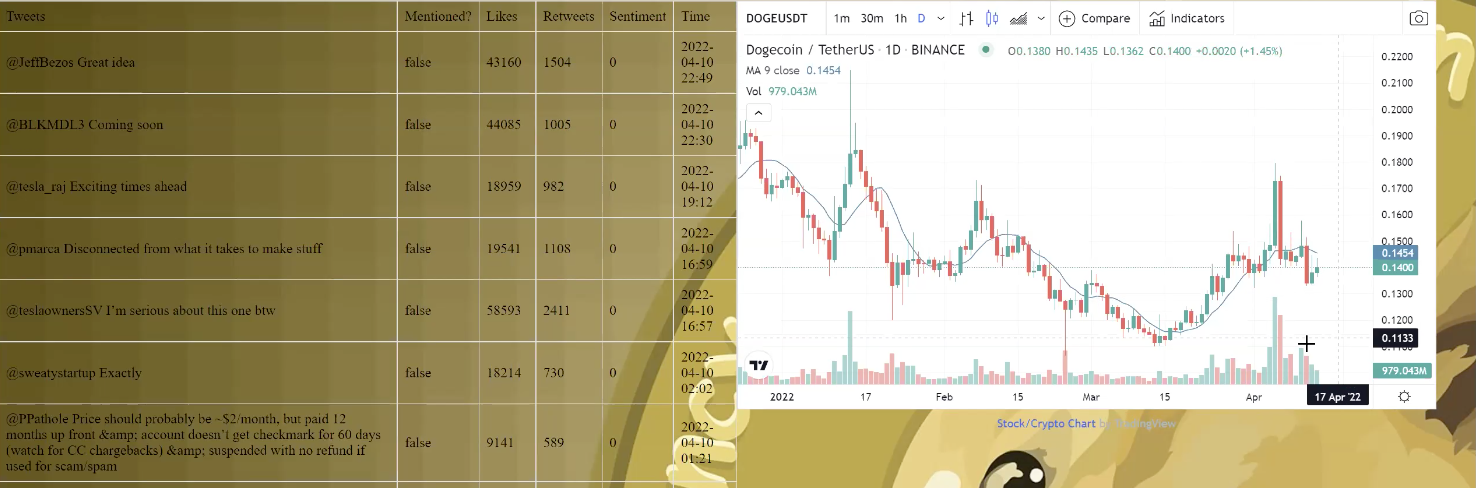 Tweets Mentioned? Likes Retweets Sentiment Time
@JeffBezos Great idea false 43160 1504 0 2022-
04-10
22:49
@BLKMDL3 Coming soon false 44085 1005 0 2022-
04-10
22:30
@tesla_raj Exciting times ahead false 18959 982 0 2022-
04-10
19:12
@pmarca Disconnected from what it takes to make stuff false 19541 1108 0 2022-
04-10
16:59
@teslaownersSV I'm serious about this one btw false 58593 2411 0 2022-
04-10
16:57
@sweatystartup Exactly false 18214 730 0 2022-
04-10
02:02
@PPathole Price should probably be ~$2/month, but paid 12
months up front &amp; account doesn't get checkmark for 60 days
(watch for CC chargebacks) &amp; suspended with no refund if
used for scam/spam
false 9141 589 0 2022-
04-10
01:21
DOGEUSDT 1m 30m 1h D Compare Indicators
Dogecoin / TetherUS · 1D · BINANCE O0.1380 H0.1435 L0.1362 C0.1400 +0.0020 (+1.45%)
MA 9 close 0.1454
Vol 979.043M
0.2200
0.2100
0.2000
0.1900
0.1800
0.1700
0.1600
0.1500
0.1454
0.1400
0.1300
0.1200
0.1133
979.043M
2022 17 Feb 15 Mar 15 Apr 17 Apr '22
Stock/Crypto Chart by TradingView